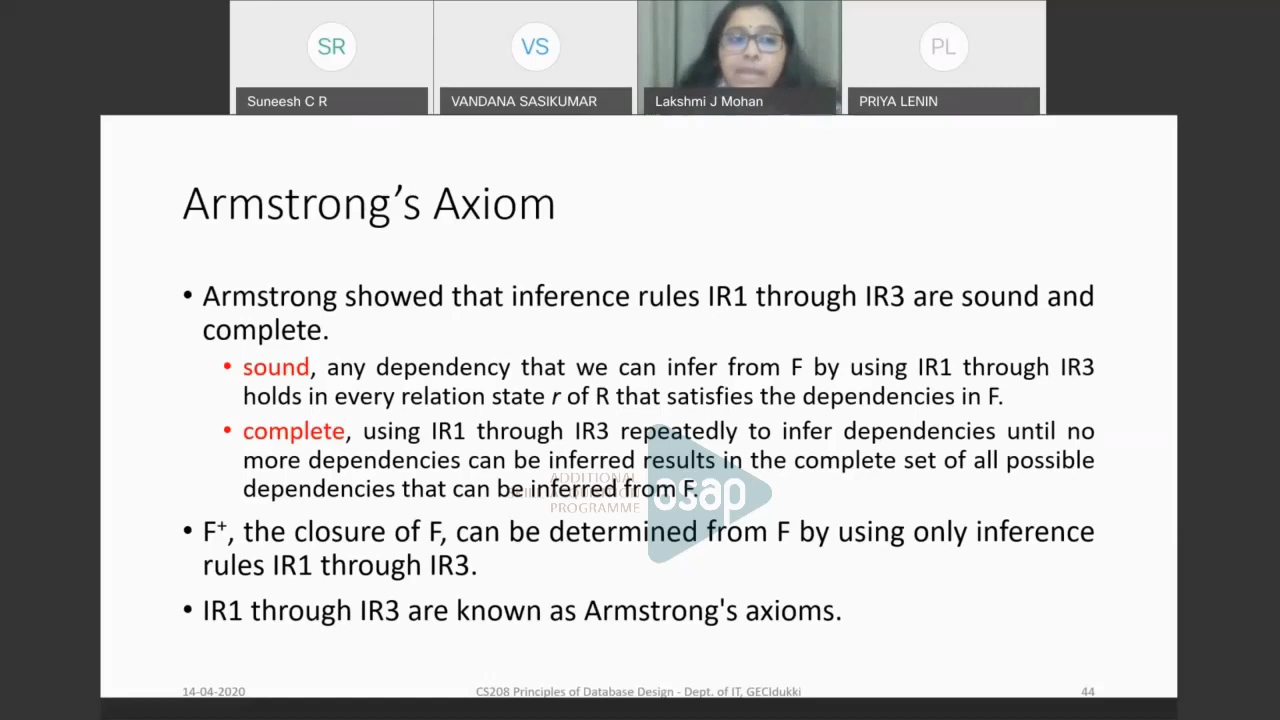 SR
VS
PL
Suneesh C R
VANDANA SASIKUMAR
Lakshmi J Mohan
PRIYA LENIN
Armstrong’s Axiom
• Armstrong showed that inference rules IR1 through IR3 are sound and
complete.
• sound, any dependency that we can infer from F by using IR1 through IR3
holds in every relation state r of R that satisfies the dependencies in F.
• complete, using IR1 through IR3 repeatedly to infer dependencies until no
more dependencies can be inferred results in the complete set of all possible
dependencies that can be inferred from F.
ADDITIONAL
PROGRAMME
osap
• F⁺, the closure of F, can be determined from F by using only inference
rules IR1 through IR3.
• IR1 through IR3 are known as Armstrong's axioms.
14-04-2020
CS208 Principles of Database Design - Dept. of IT, GECIdukki
44